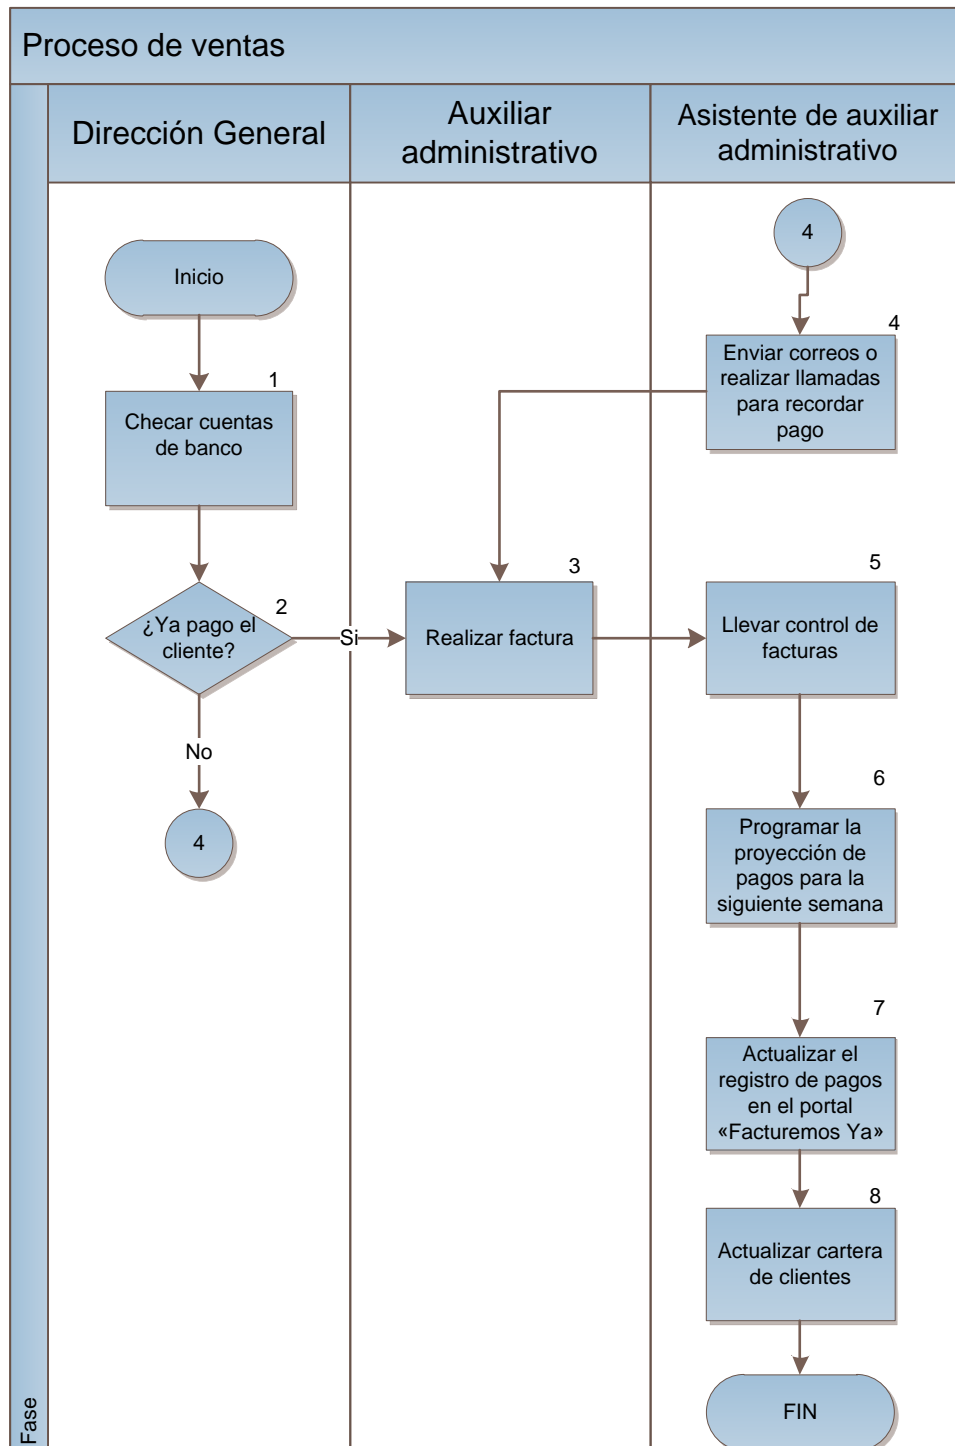 Proceso de ventas
Dirección General
Auxiliar
administrativo
Asistente de auxiliar
administrativo
Inicio
1
Checar cuentas
de banco
2
¿Ya pago el
cliente?
Si
No
4
3
Realizar factura
4
4
Enviar correos o
realizar llamadas
para recordar
pago
5
Llevar control de
facturas
6
Programar la
proyección de
pagos para la
siguiente semana
7
Actualizar el
registro de pagos
en el portal
«Facturemos Ya»
8
Actualizar cartera
de clientes
FIN
Fase